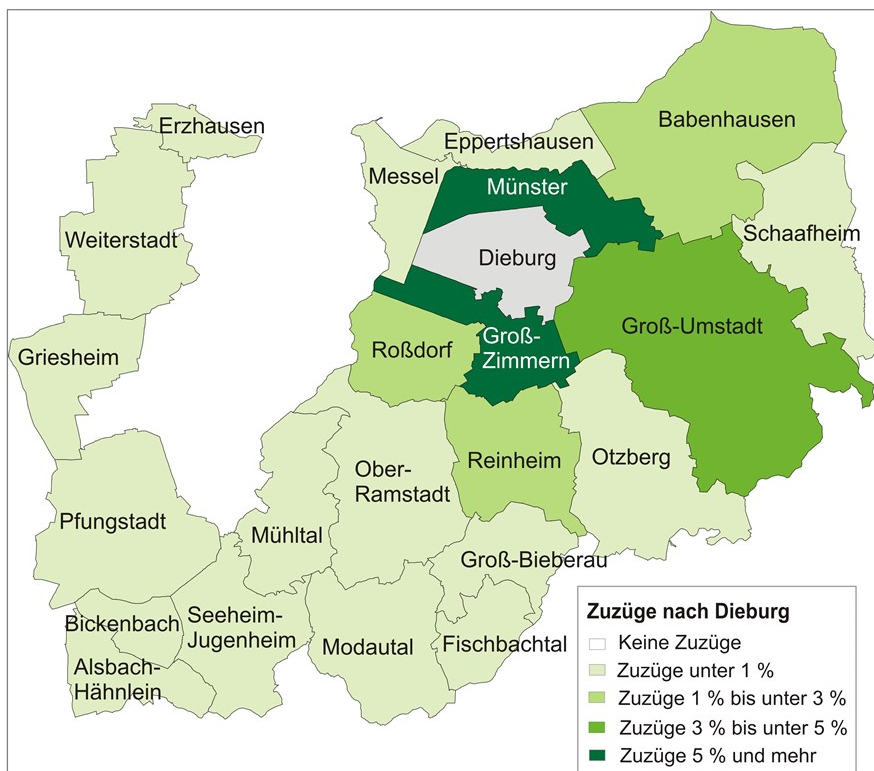 Babenhausen
Erzhausen
Eppertshausen
Messel
Münster
Weiterstadt
Schaafheim
Dieburg
Groß-Umstadt
Griesheim
Roßdorf
Groß-
Zimmern
Otzberg
Reinheim
Ober-
Ramstadt
Pfungstadt
Mühltal
Groß-Bieberau
Bickenbach
Seeheim-
Jugenheim
Modautal
Fischbachtal
Alsbach-
Hähnlein
Zuzüge nach Dieburg
Keine Zuzüge
Zuzüge unter 1 %
Zuzüge 1 % bis unter 3 %
Zuzüge 3 % bis unter 5 %
Zuzüge 5 % und mehr